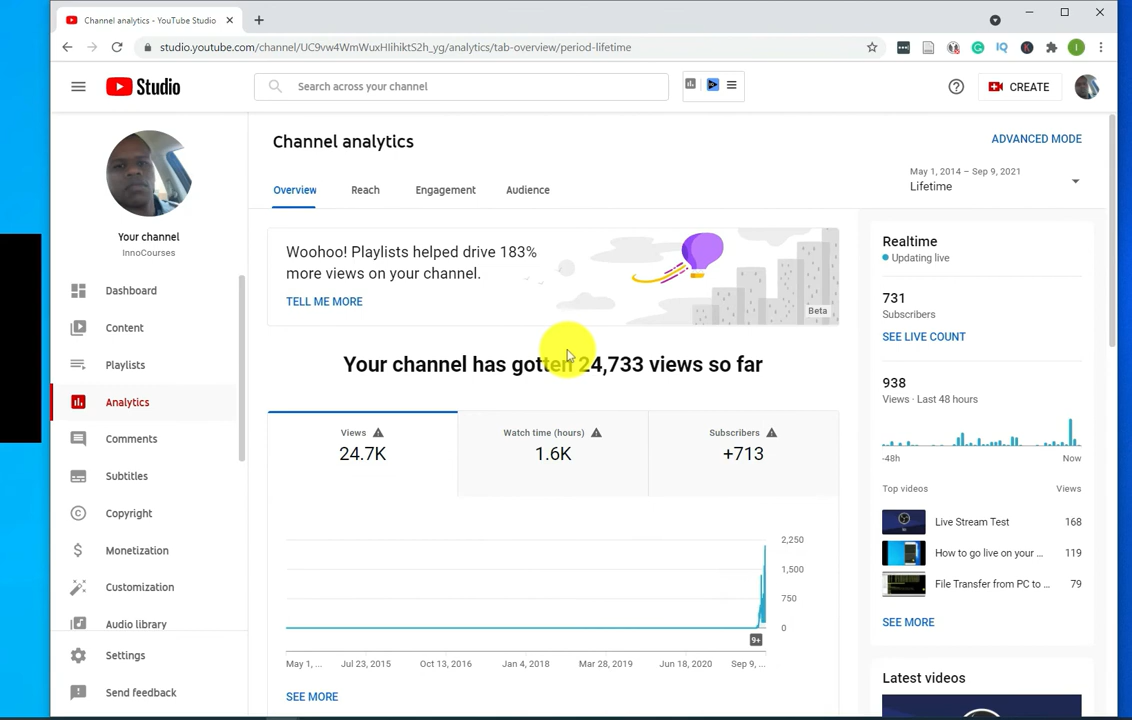 Channel analytics - YouTube Studio
studio.youtube.com/channel/UC9vw4WmWuxHIihiktS2h_yg/analytics/tab-overview/period-lifetime
Studio
Search across your channel
CREATE
Your channel
InnoCourses
Dashboard
Content
Playlists
Analytics
Comments
Subtitles
Copyright
Monetization
Customization
Audio library
Settings
Send feedback
Channel analytics
ADVANCED MODE
Overview
Reach
Engagement
Audience
May 1, 2014 – Sep 9, 2021
Lifetime
Woohoo! Playlists helped drive 183%
more views on your channel.
TELL ME MORE
Beta
Your channel has gotten 24,733 views so far
Views
24.7K
Watch time (hours)
1.6K
Subscribers
+713
2,250
1,500
750
0
9+
May 1, ...
Jul 23, 2015
Oct 13, 2016
Jan 4, 2018
Mar 28, 2019
Jun 18, 2020
Sep 9, ...
SEE MORE
Realtime
Updating live
731
Subscribers
SEE LIVE COUNT
938
Views · Last 48 hours
-48h
Now
Top videos
Views
Live Stream Test
168
How to go live on your ...
119
File Transfer from PC to ...
79
SEE MORE
Latest videos